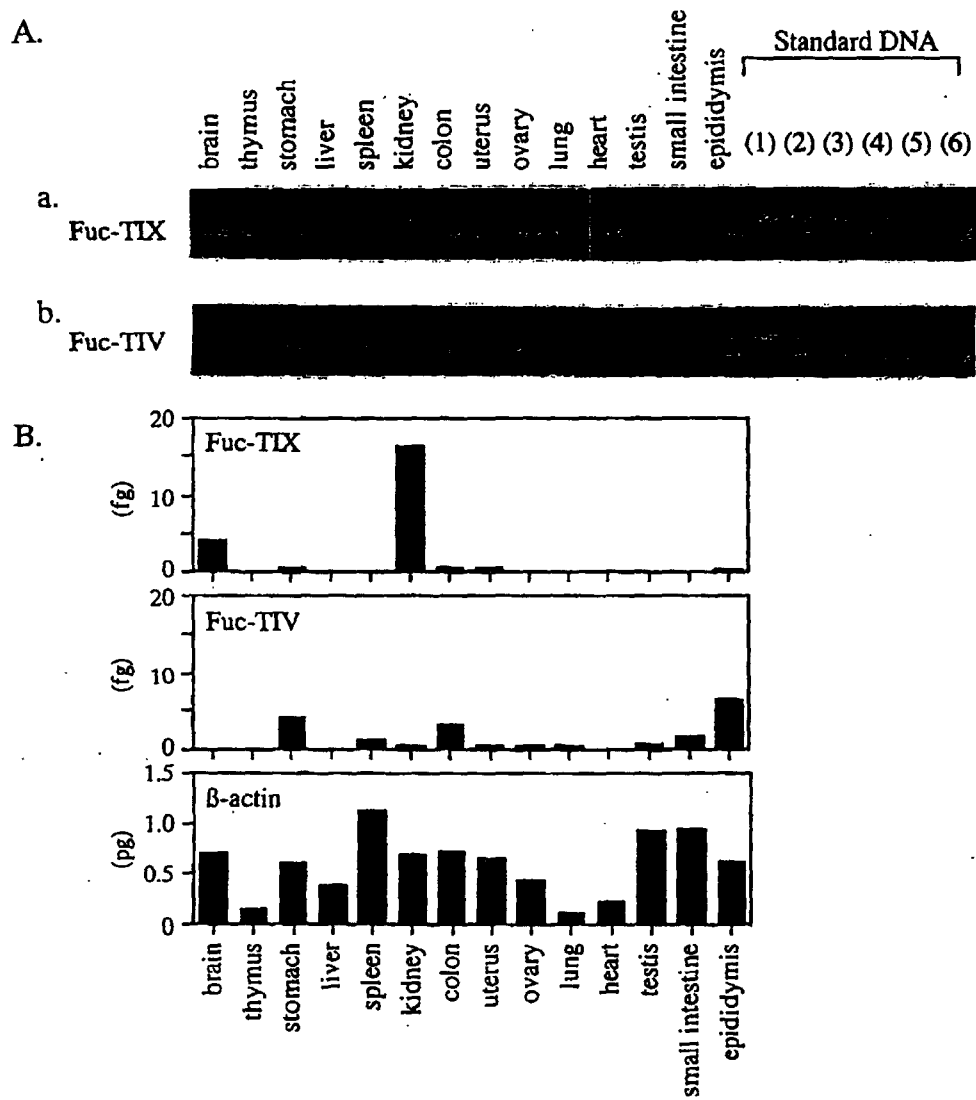 A.
Standard DNA
brain
thymus
stomach
liver
spleen
kidney
colon
uterus
ovary
lung
heart
testis
small intestine
epididymis
(1) (2) (3) (4) (5) (6)
a.
Fuc-TIX
b.
Fuc-TIV
B.
20
Fuc-TIX
(fg)
10
0
20
Fuc-TIV
(fg)
10
0
1.5
ß-actin
1.0
(pg)
0.5
0
brain
thymus
stomach
liver
spleen
kidney
colon
uterus
ovary
lung
heart
testis
small intestine
epididymis